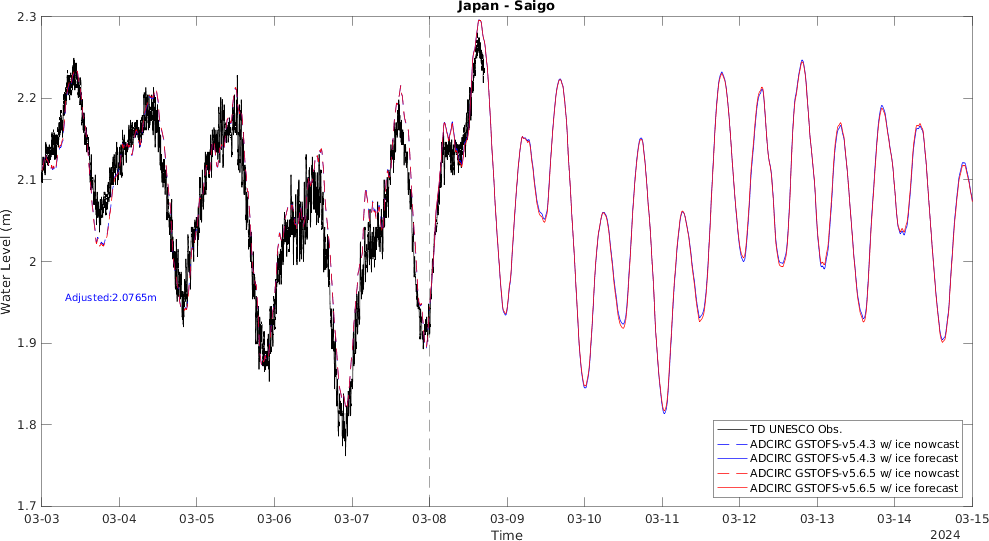 Japan - Saigo
2.3
2.2
2.1
2
1.9
1.8
1.7
Water Level (m)
Adjusted:2.0765m
TD UNESCO Obs.
ADCIRC GSTOFS-v5.4.3 w/ ice nowcast
ADCIRC GSTOFS-v5.4.3 w/ ice forecast
ADCIRC GSTOFS-v5.6.5 w/ ice nowcast
ADCIRC GSTOFS-v5.6.5 w/ ice forecast
03-03 03-04 03-05 03-06 03-07 03-08 03-09 03-10 03-11 03-12 03-13 03-14 03-15
Time
2024